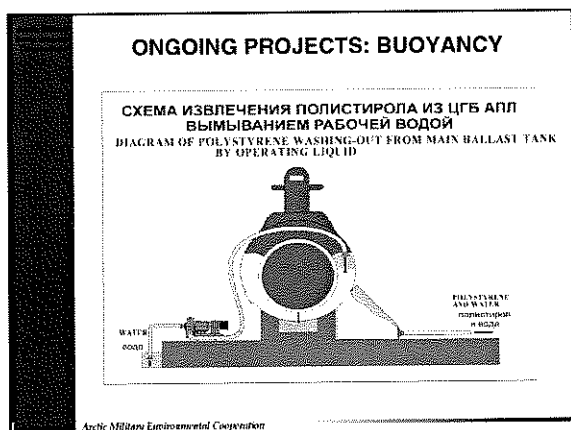 ONGOING PROJECTS: BUOYANCY
СХЕМА ИЗВЛЕЧЕНИЯ ПОЛИСТИРОЛА ИЗ ЦГБ АПЛ
ВЫМЫВАНИЕМ РАБОЧЕЙ ВОДОЙ
DIAGRAM OF POLYSTYRENE WASHING-OUT FROM MAIN BALLAST TANK
BY OPERATING LIQUID
POLYSTYRENE
AND WATER
полистирол
и вода
WATER
вода
Arctic Military Environmental Cooperation